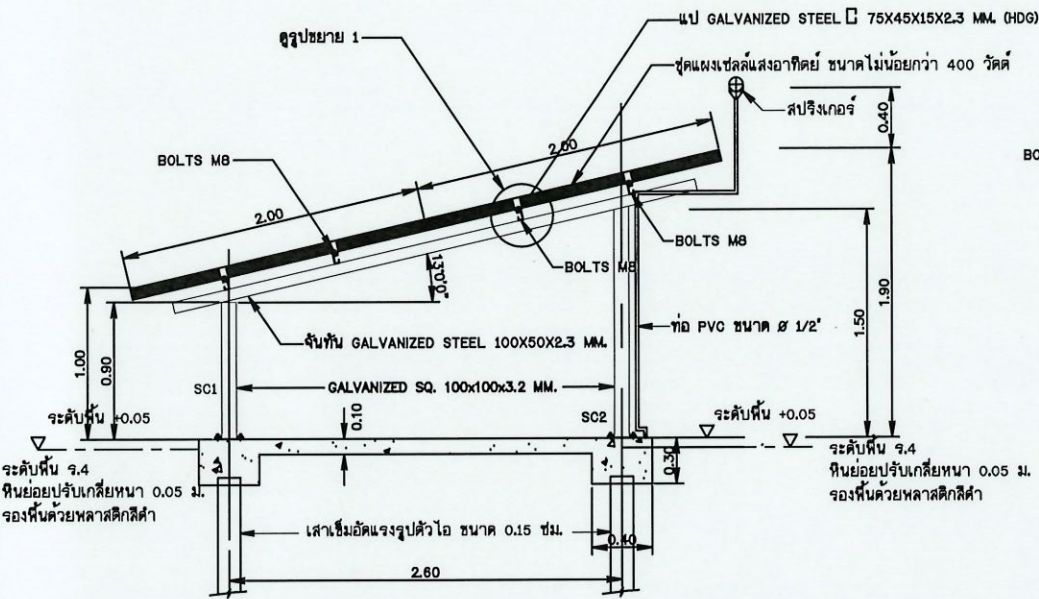 แป GALVANIZED STEEL 75X45X15X2.3 MM. (HDG)
ดูรูปขยาย 1
ชุดแผงเซลล์แสงอาทิตย์ ขนาดไม่น้อยกว่า 400 วัตต์
สปริงเกอร์
0.40
BOLTS M8
2.00
2.00
BOLTS M8
BOLTS M8
13.0'0"
1.50
1.90
1.00
0.90
จันทัน GALVANIZED STEEL 100X50X2.3 MM.
ท่อ PVC ขนาด Ø 1/2"
SC1
GALVANIZED SQ. 100x100x3.2 MM.
0.10
SC2
ระดับพื้น +0.05
ระดับพื้น +0.05
ระดับพื้น ร.4
หินย่อยปรับเกลี่ยหนา 0.05 ม.
รองพื้นด้วยพลาสติกสีดำ
0.30
ระดับพื้น ร.4
หินย่อยปรับเกลี่ยหนา 0.05 ม.
รองพื้นด้วยพลาสติกสีดำ
เสาเข็มอัดแรงรูปตัวไอ ขนาด 0.15 ซม.
0.40
2.60